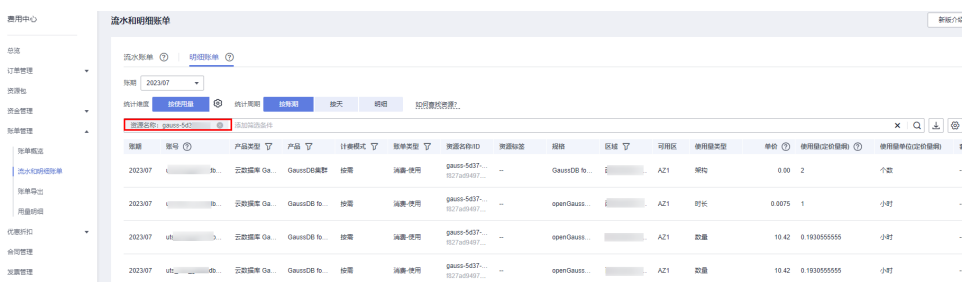 费用中心
流水和明细账单
新版介绍
总览
订单管理
资源包
资金管理
账单管理
账单概览
流水和明细账单
账单导出
用量明细
优惠折扣
合同管理
发票管理
流水账单 明细账单
账期 2023/07
统计维度 按使用量 统计周期 按账期 按天 明细 如何查找资源?
资源名称: gauss-5d3 添加筛选条件
账期 账号 产品类型 产品 计费模式 账单类型 资源名称/ID 资源标签 规格 区域 可用区 使用量类型 单价 使用量(定价量纲) 使用量单位(定价量纲)
2023/07 云数据库 Ga... GaussDB集群 按需 消费-使用 gauss-5d37-... -- GaussDB fo... AZ1 架构 0.00 2 个数
f827ad9497...
2023/07 云数据库 Ga... GaussDB fo... 按需 消费-使用 gauss-5d37-... -- openGauss... AZ1 时长 0.0075 1 小时
f827ad9497...
2023/07 云数据库 Ga... GaussDB fo... 按需 消费-使用 gauss-5d37-... -- openGauss... AZ1 数量 10.42 0.1930555555 小时
f827ad9497...
2023/07 云数据库 Ga... GaussDB fo... 按需 消费-使用 gauss-5d37-... -- openGauss... AZ1 数量 10.42 0.1930555555 小时
f827ad9497...